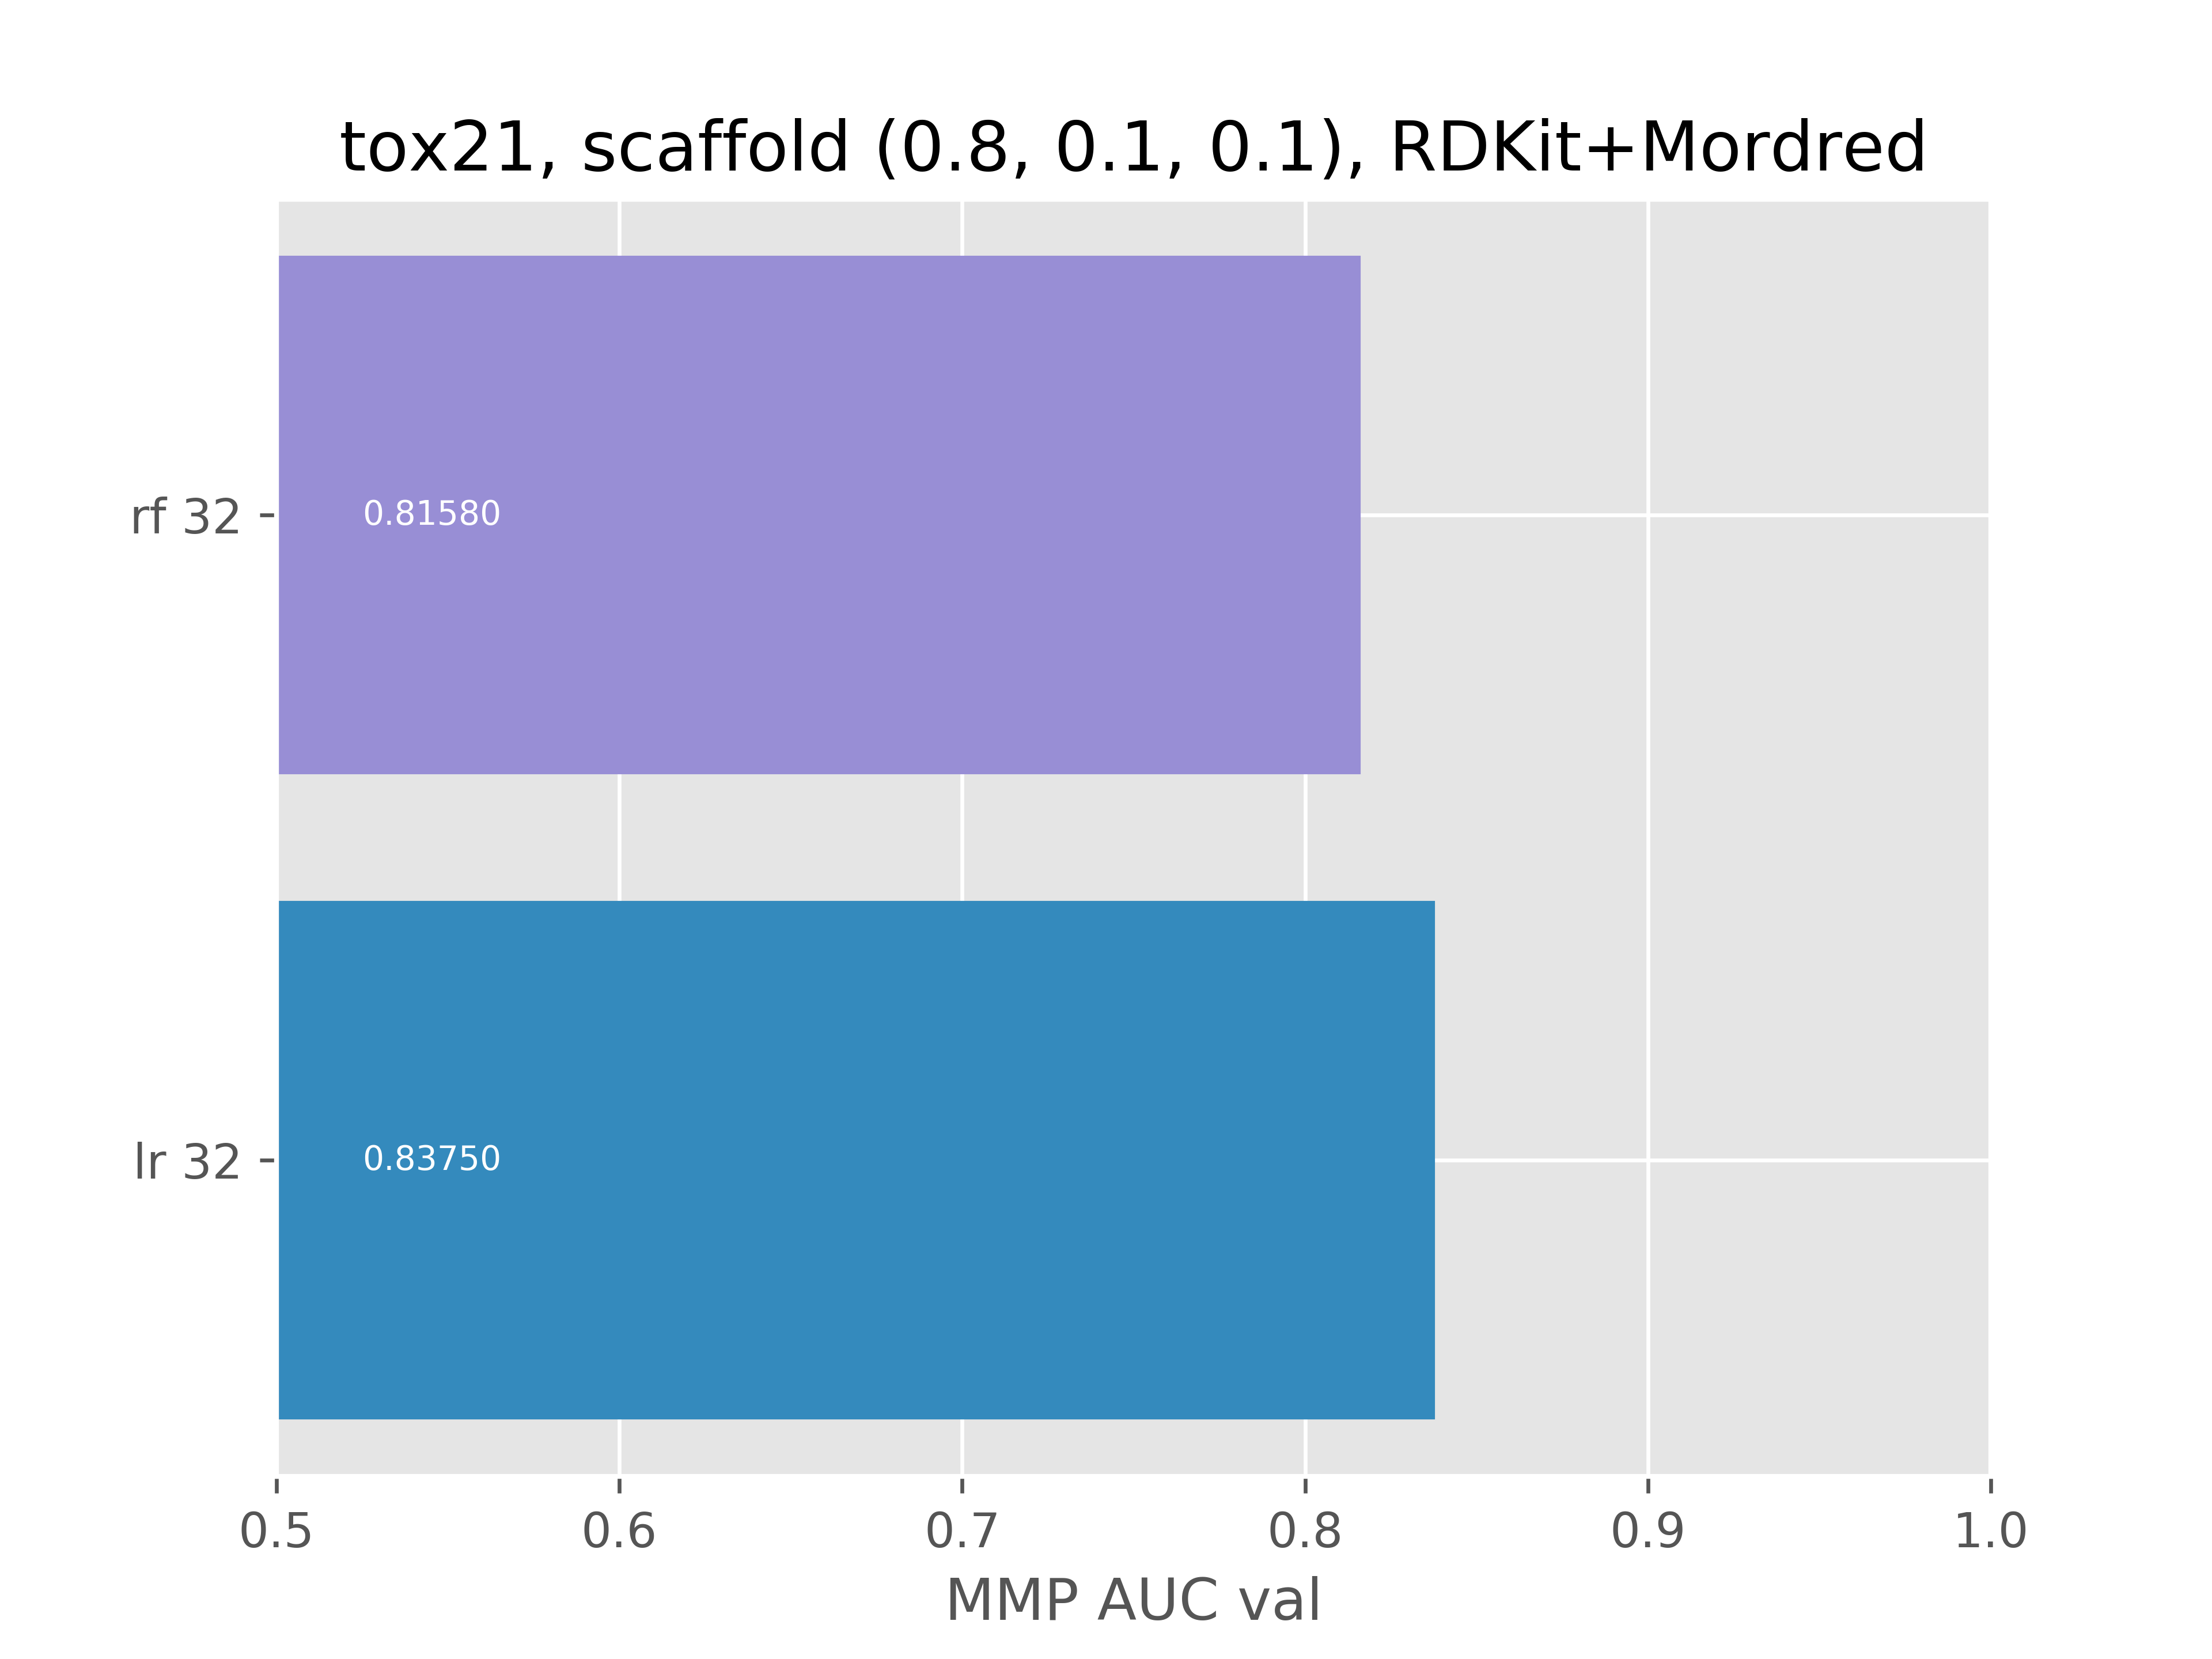 tox21, scaffold (0.8, 0.1, 0.1), RDKit+Mordred
rf 32
0.81580
lr 32
0.83750
0.5 0.6 0.7 0.8 0.9 1.0
MMP AUC val